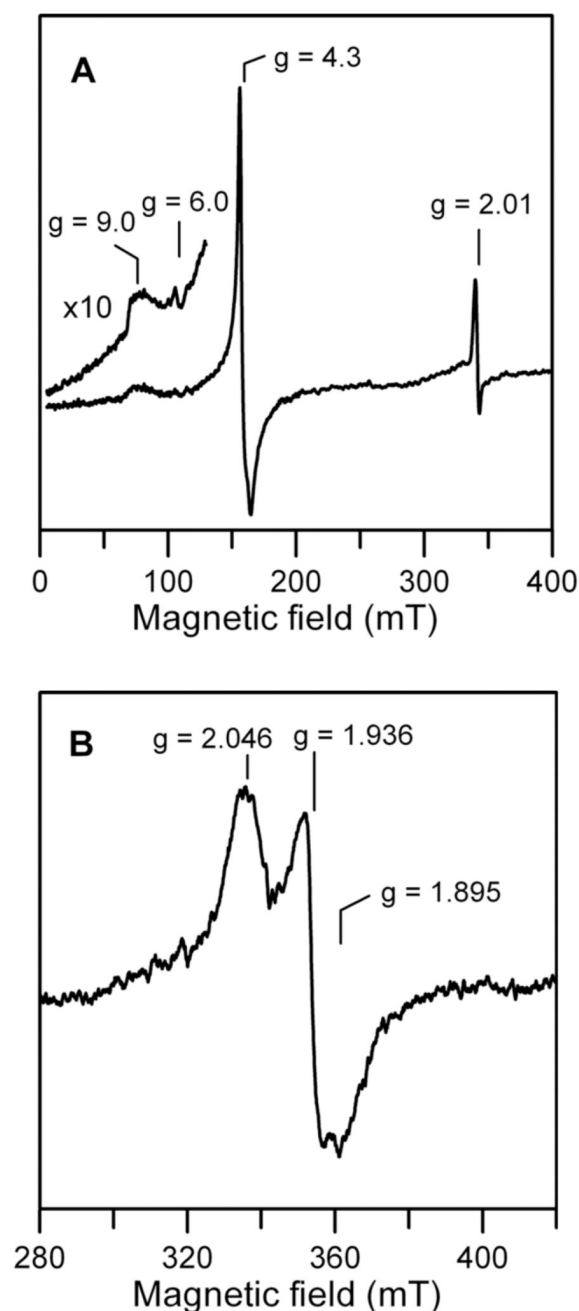 A
g = 4.3
g = 6.0
g = 9.0
g = 2.01
x10
0 100 200 300 400
Magnetic field (mT)
B
g = 2.046 g = 1.936
g = 1.895
280 320 360 400
Magnetic field (mT)